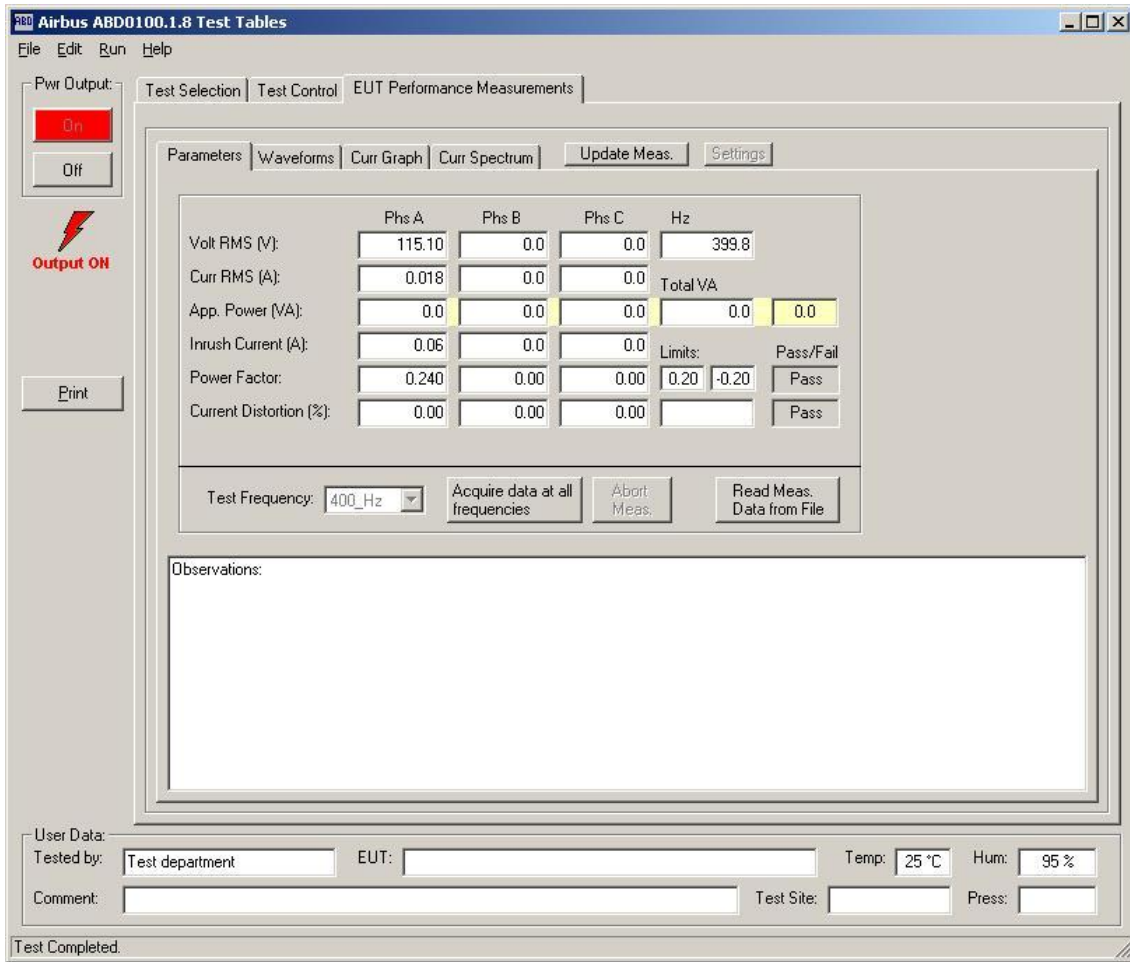 ABD Airbus ABD0100.1.8 Test Tables
File Edit Run Help
Pwr Output:
On
Off
Output ON
Print
Test Selection Test Control EUT Performance Measurements
Parameters Waveforms Curr Graph Curr Spectrum Update Meas. Settings
Phs A Phs B Phs C Hz
Volt RMS (V): 115.10 0.0 0.0 399.8
Curr RMS (A): 0.018 0.0 0.0 Total VA
App. Power (VA): 0.0 0.0 0.0 0.0 0.0
Inrush Current (A): 0.06 0.0 0.0 Limits: Pass/Fail
Power Factor: 0.240 0.00 0.00 0.20 -0.20 Pass
Current Distortion (%): 0.00 0.00 0.00 Pass
Test Frequency: 400_Hz
Acquire data at all
frequencies
Abort
Meas.
Read Meas.
Data from File
Observations:
User Data:
Tested by: Test department EUT: Temp: 25 °C Hum: 95 %
Comment: Test Site: Press:
Test Completed.